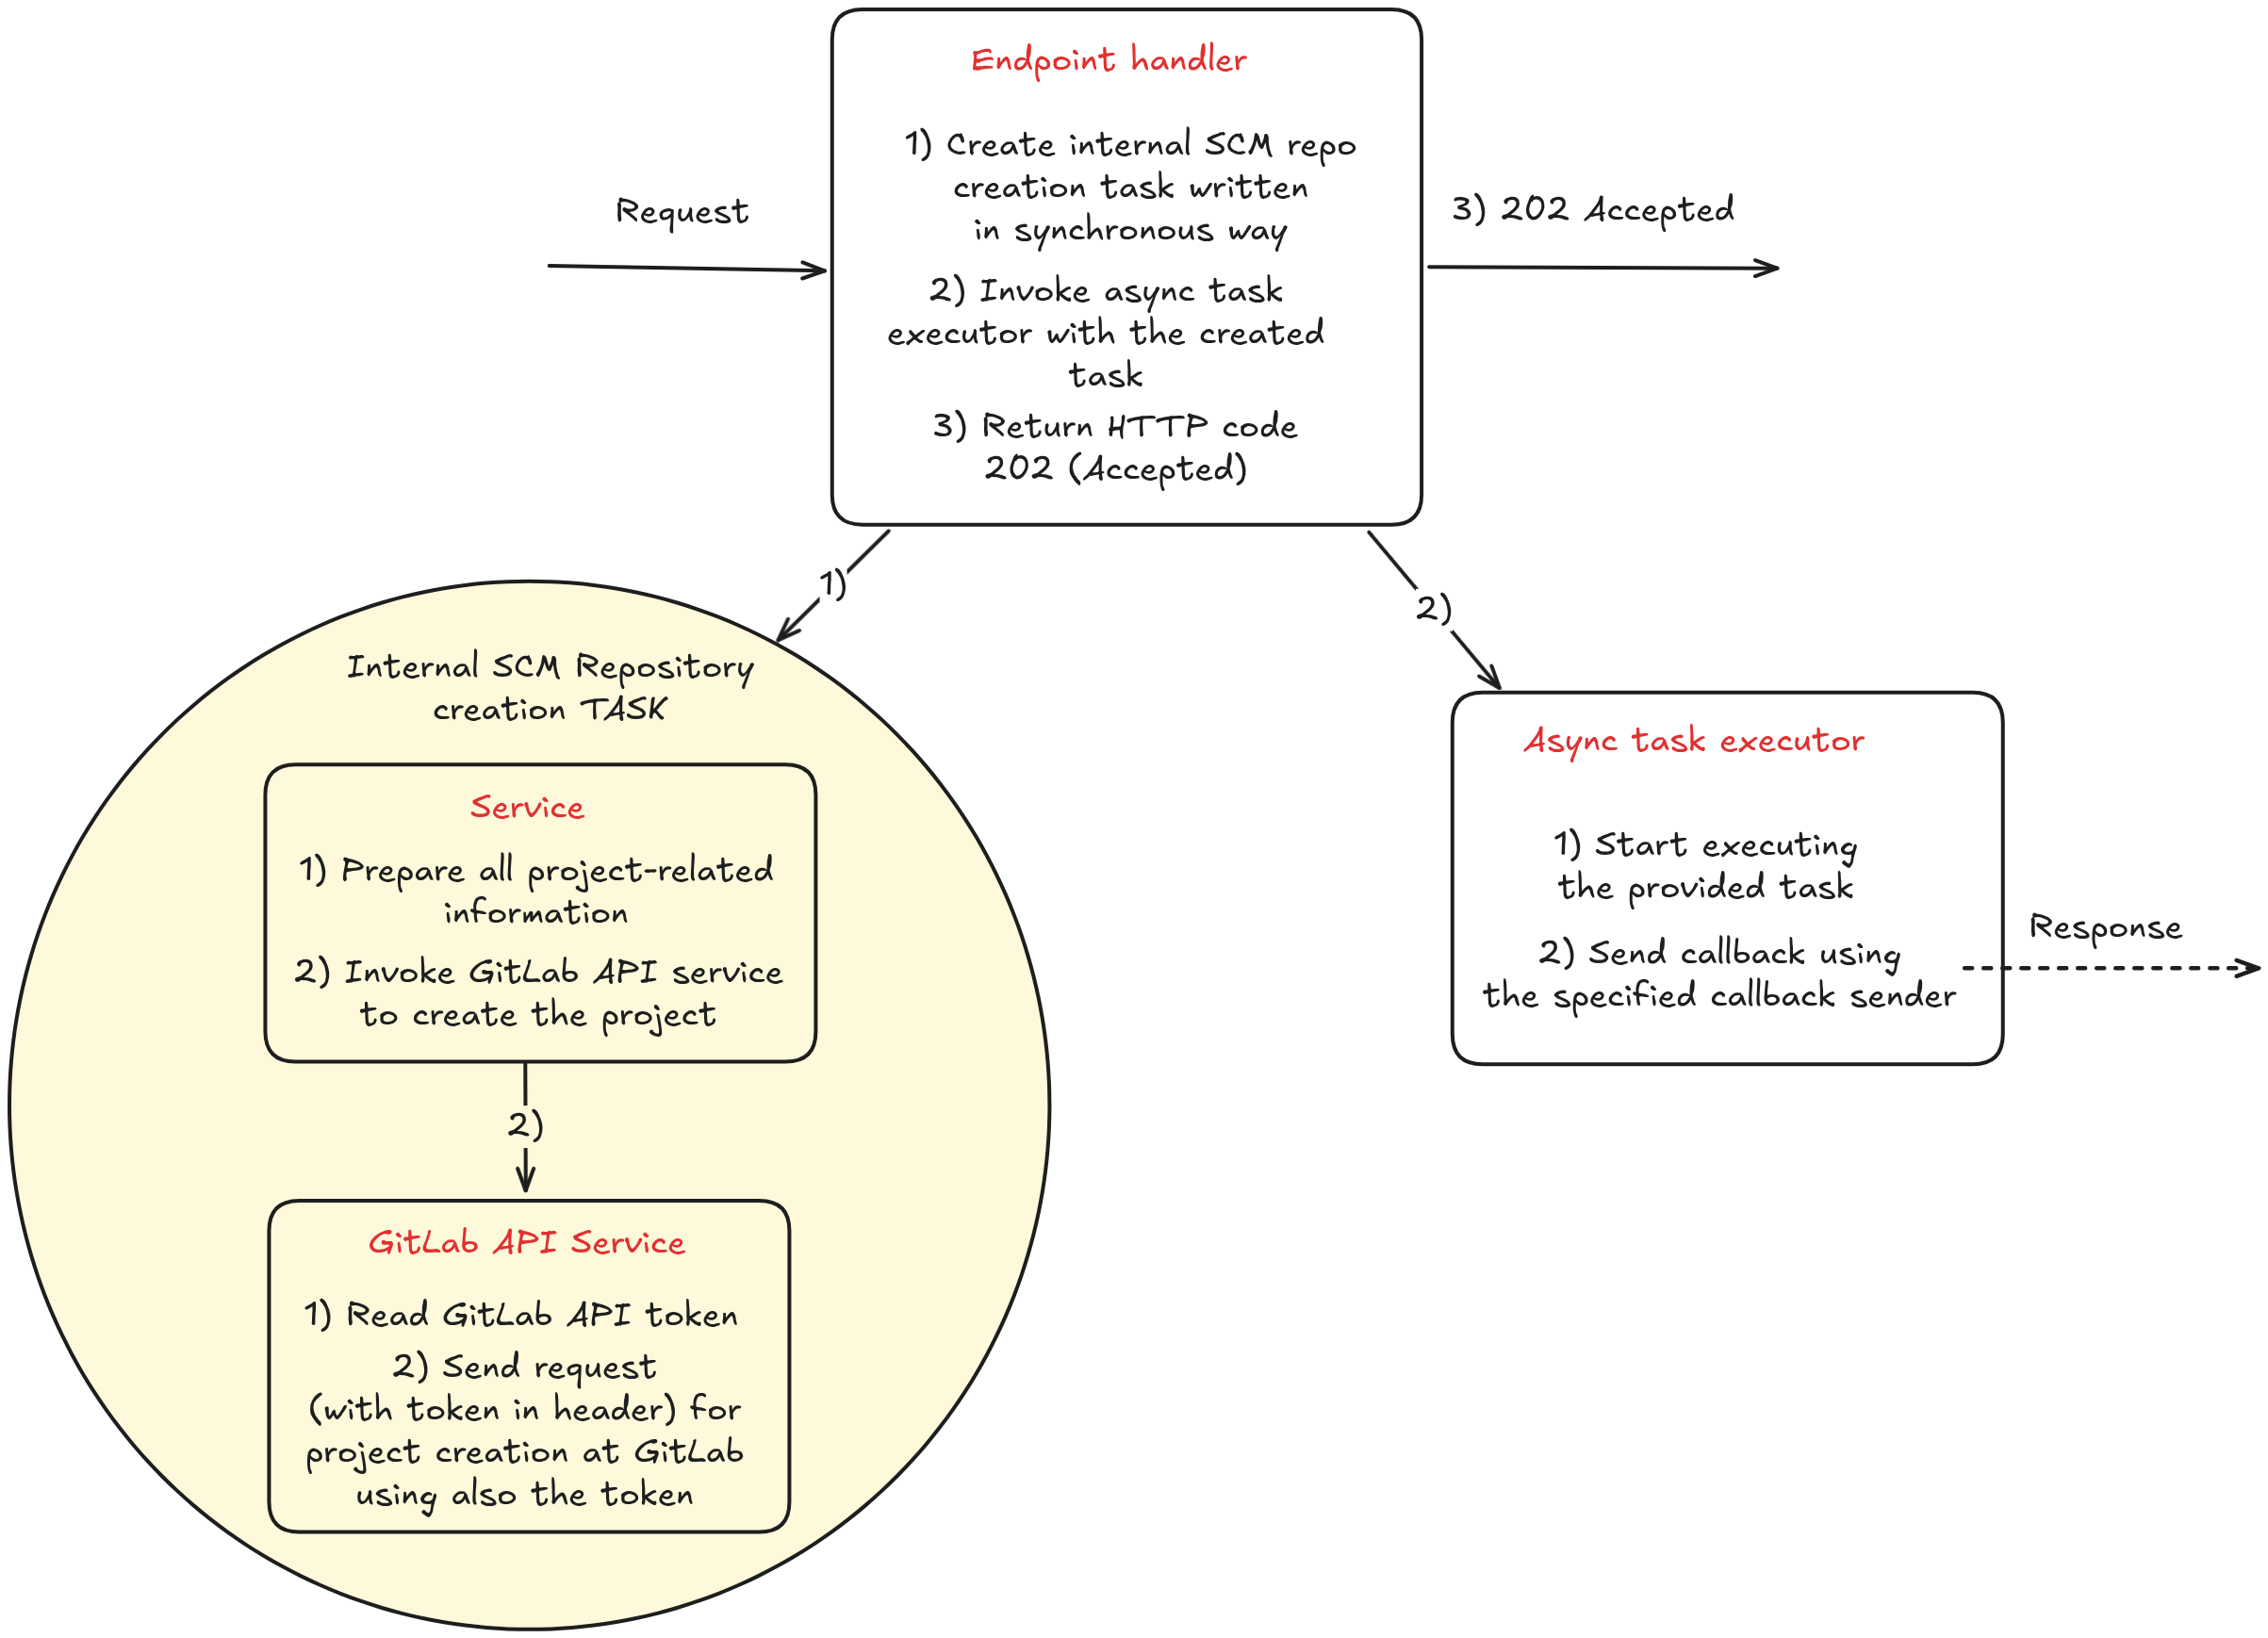 Endpoint handler
1) Create internal SCM repo
creation task written
in synchronous way
2) Invoke async task
executor with the created
task
3) Return HTTP code
202 (Accepted)
Request
3) 202 Accepted
1)
2)
Internal SCM Repository
creation TASK
Service
1) Prepare all project-related
information
2) Invoke GitLab API service
to create the project
2)
GitLab API Service
1) Read GitLab API token
2) Send request
(with token in header) for
project creation at GitLab
using also the token
Async task executor
1) Start executing
the provided task
2) Send callback using
the specified callback sender
Response